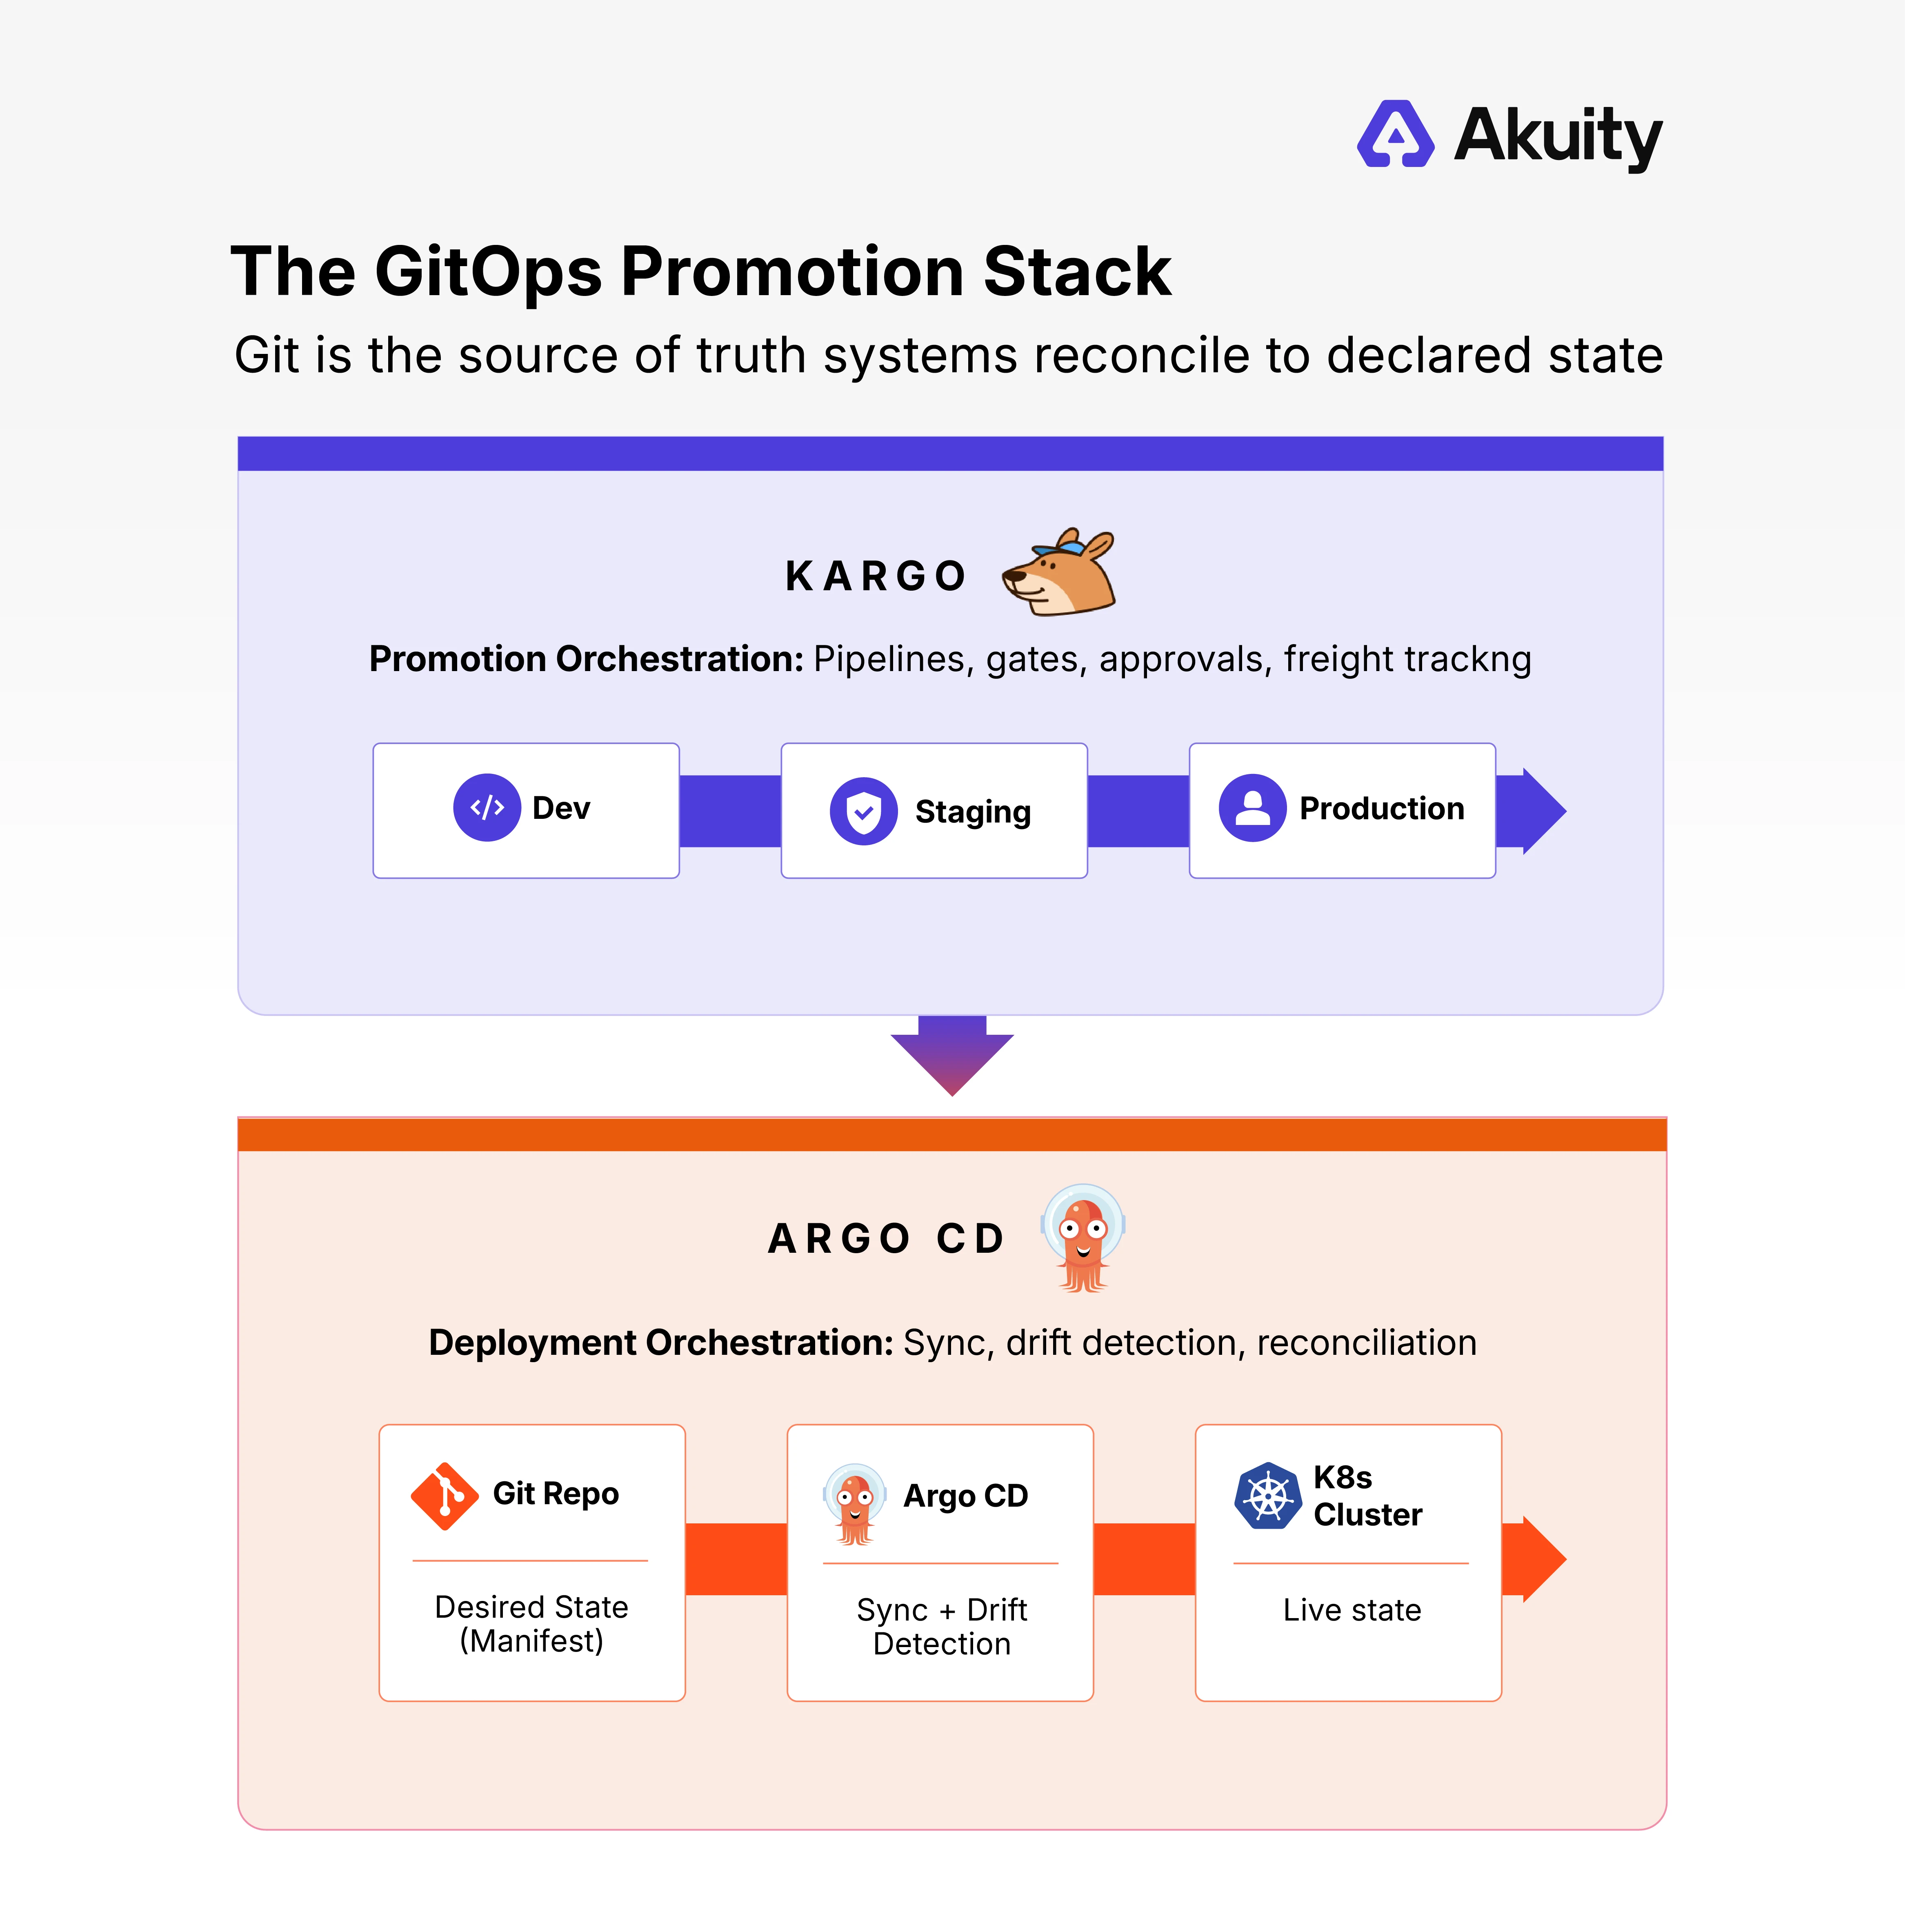 Akuity
The GitOps Promotion Stack
Git is the source of truth systems reconcile to declared state
KARGO
Promotion Orchestration: Pipelines, gates, approvals, freight trackng
Dev
Staging
Production
ARGO CD
Deployment Orchestration: Sync, drift detection, reconciliation
Git Repo
Desired State
(Manifest)
Argo CD
Sync + Drift
Detection
K8s
Cluster
Live state